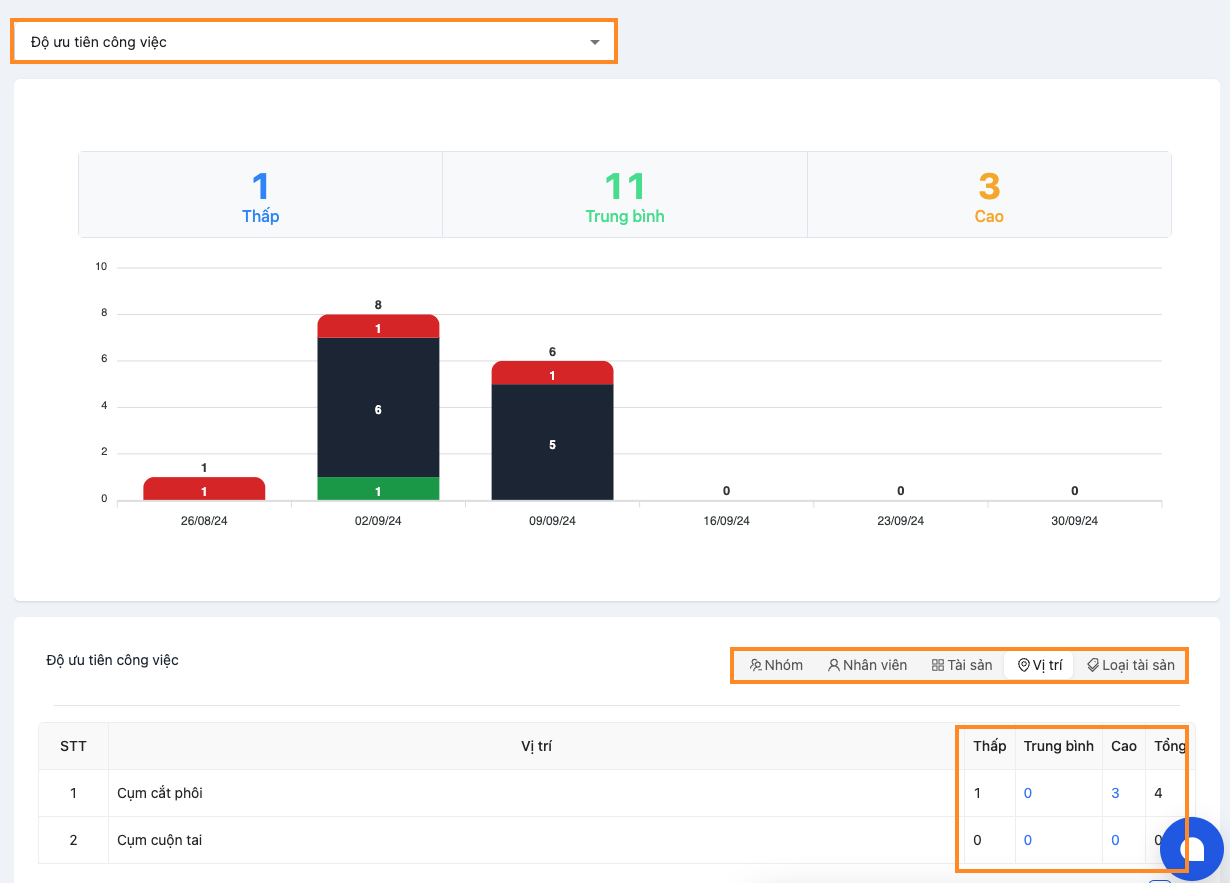 Độ ưu tiên công việc
1 11 3
Thấp Trung bình Cao
10
8
6
4
2
0
1
1
8
1
6
1
6
1
5
0 0 0
26/08/24 02/09/24 09/09/24 16/09/24 23/09/24 30/09/24
Độ ưu tiên công việc
Nhóm Nhân viên Tài sản Vị trí Loại tài sản
STT Vị trí Thấp Trung bình Cao Tổng
1 Cụm cắt phôi 1 0 3 4
2 Cụm cuộn tai 0 0 0 0